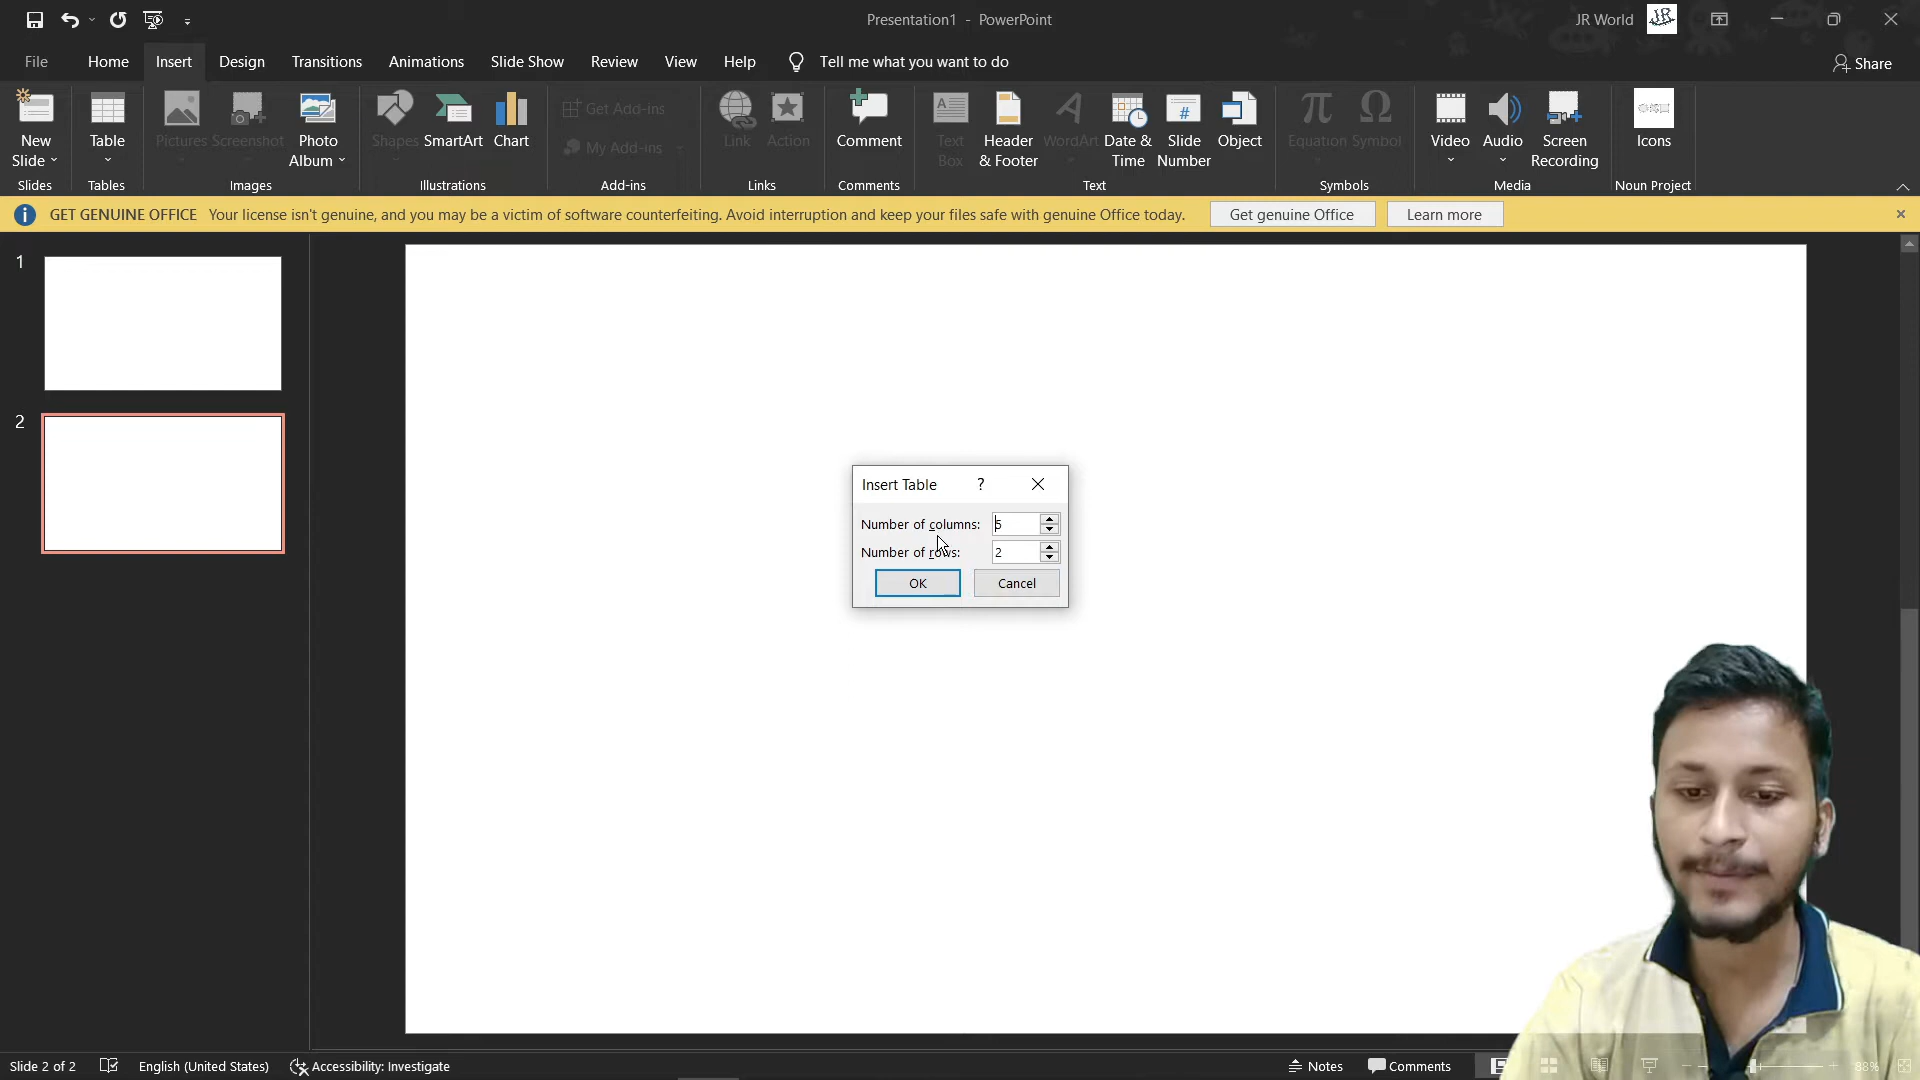 Presentation1 - PowerPoint
JR World
File Home Insert Design Transitions Animations Slide Show Review View Help Tell me what you want to do
Share
New Slide
Table
Pictures
Screenshot
Photo Album
Shapes
SmartArt
Chart
Get Add-ins
My Add-ins
Link
Action
Comment
Text Box
Header & Footer
WordArt
Date & Time
Slide Number
Object
Equation
Symbol
Video
Audio
Screen Recording
Icons
Slides Tables Images Illustrations Add-ins Links Comments Text Symbols Media Noun Project
GET GENUINE OFFICE Your license isn't genuine, and you may be a victim of software counterfeiting. Avoid interruption and keep your files safe with genuine Office today. Get genuine Office Learn more
1
2
Insert Table ?
Number of columns: 5
Number of rows: 2
OK Cancel
Slide 2 of 2 English (United States) Accessibility: Investigate Notes Comments 88%